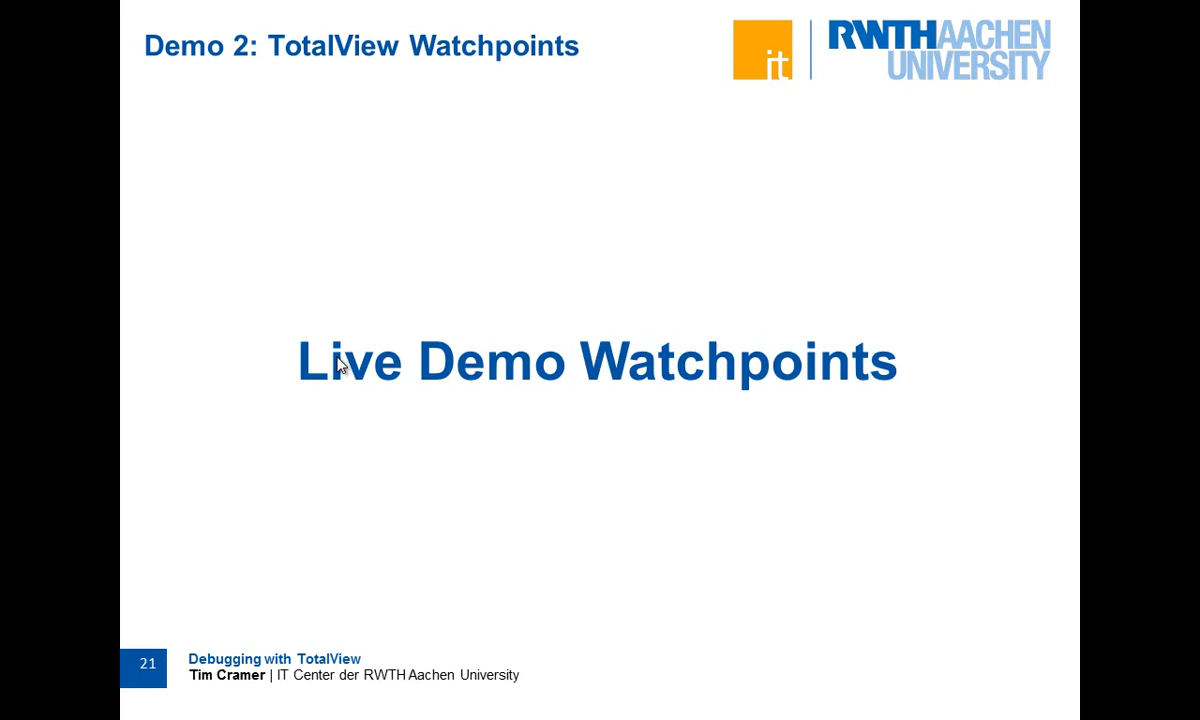 Demo 2: TotalView Watchpoints
it
RWTHAACHEN
UNIVERSITY
Live Demo Watchpoints
21
Debugging with TotalView
Tim Cramer | IT Center der RWTH Aachen University